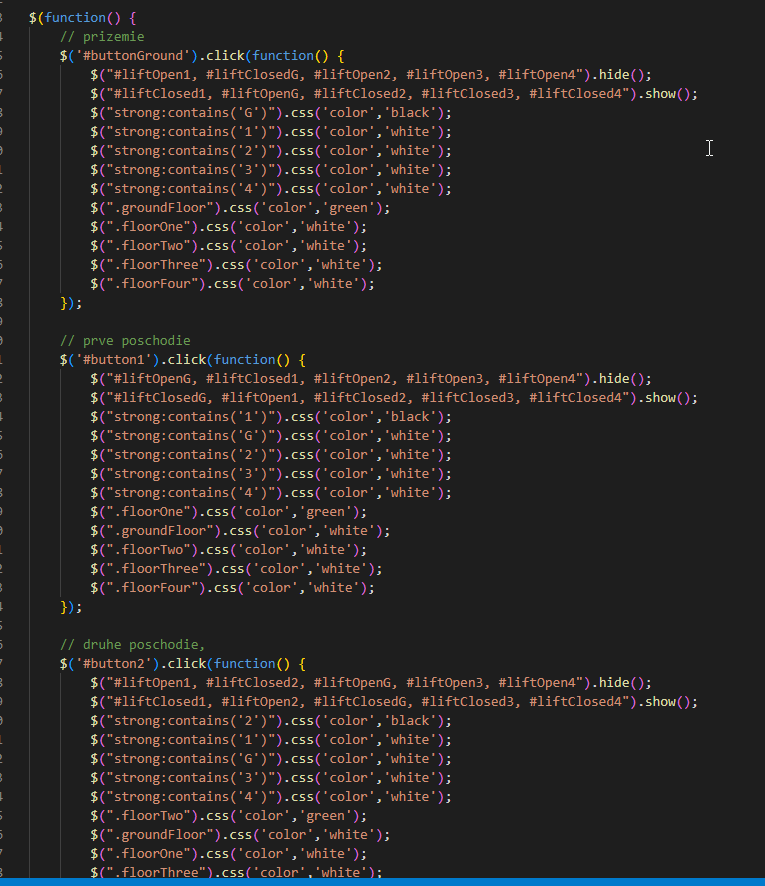 $(function() {
    // prizemie
    $('#buttonGround').click(function() {
        $("#liftOpen1, #liftClosedG, #liftOpen2, #liftOpen3, #liftOpen4").hide();
        $("#liftClosed1, #liftOpenG, #liftClosed2, #liftClosed3, #liftClosed4").show();
        $("strong:contains('G')").css('color','black');
        $("strong:contains('1')").css('color','white');
        $("strong:contains('2')").css('color','white');
        $("strong:contains('3')").css('color','white');
        $("strong:contains('4')").css('color','white');
        $(".groundFloor").css('color','green');
        $(".floorOne").css('color','white');
        $(".floorTwo").css('color','white');
        $(".floorThree").css('color','white');
        $(".floorFour").css('color','white');
    });
    // prve poschodie
    $('#button1').click(function() {
        $("#liftOpenG, #liftClosed1, #liftOpen2, #liftOpen3, #liftOpen4").hide();
        $("#liftClosedG, #liftOpen1, #liftClosed2, #liftClosed3, #liftClosed4").show();
        $("strong:contains('1')").css('color','black');
        $("strong:contains('G')").css('color','white');
        $("strong:contains('2')").css('color','white');
        $("strong:contains('3')").css('color','white');
        $("strong:contains('4')").css('color','white');
        $(".floorOne").css('color','green');
        $(".groundFloor").css('color','white');
        $(".floorTwo").css('color','white');
        $(".floorThree").css('color','white');
        $(".floorFour").css('color','white');
    });
    // druhe poschodie,
    $('#button2').click(function() {
        $("#liftOpen1, #liftClosed2, #liftOpenG, #liftOpen3, #liftOpen4").hide();
        $("#liftClosed1, #liftOpen2, #liftClosedG, #liftClosed3, #liftClosed4").show();
        $("strong:contains('2')").css('color','black');
        $("strong:contains('1')").css('color','white');
        $("strong:contains('G')").css('color','white');
        $("strong:contains('3')").css('color','white');
        $("strong:contains('4')").css('color','white');
        $(".floorTwo").css('color','green');
        $(".groundFloor").css('color','white');
        $(".floorOne").css('color','white');
        $(".floorThree").css('color','white');